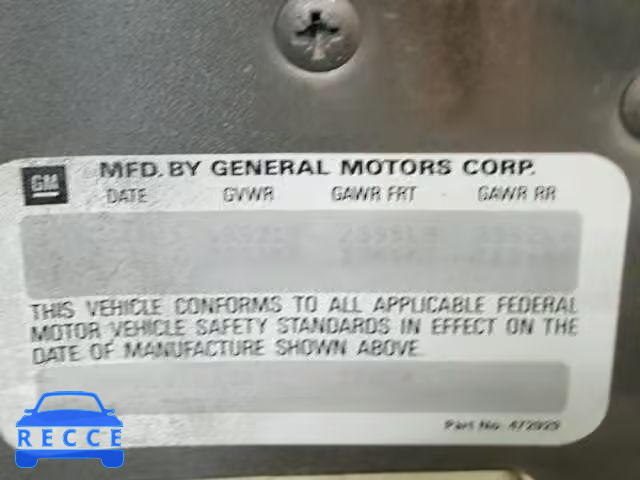 GM MFD. BY GENERAL MOTORS CORP.
DATE GVWR GAWR FRT GAWR RR
THIS VEHICLE CONFORMS TO ALL APPLICABLE FEDERAL
MOTOR VEHICLE SAFETY STANDARDS IN EFFECT ON THE
DATE OF MANUFACTURE SHOWN ABOVE.
Part No. 472929
RECCE